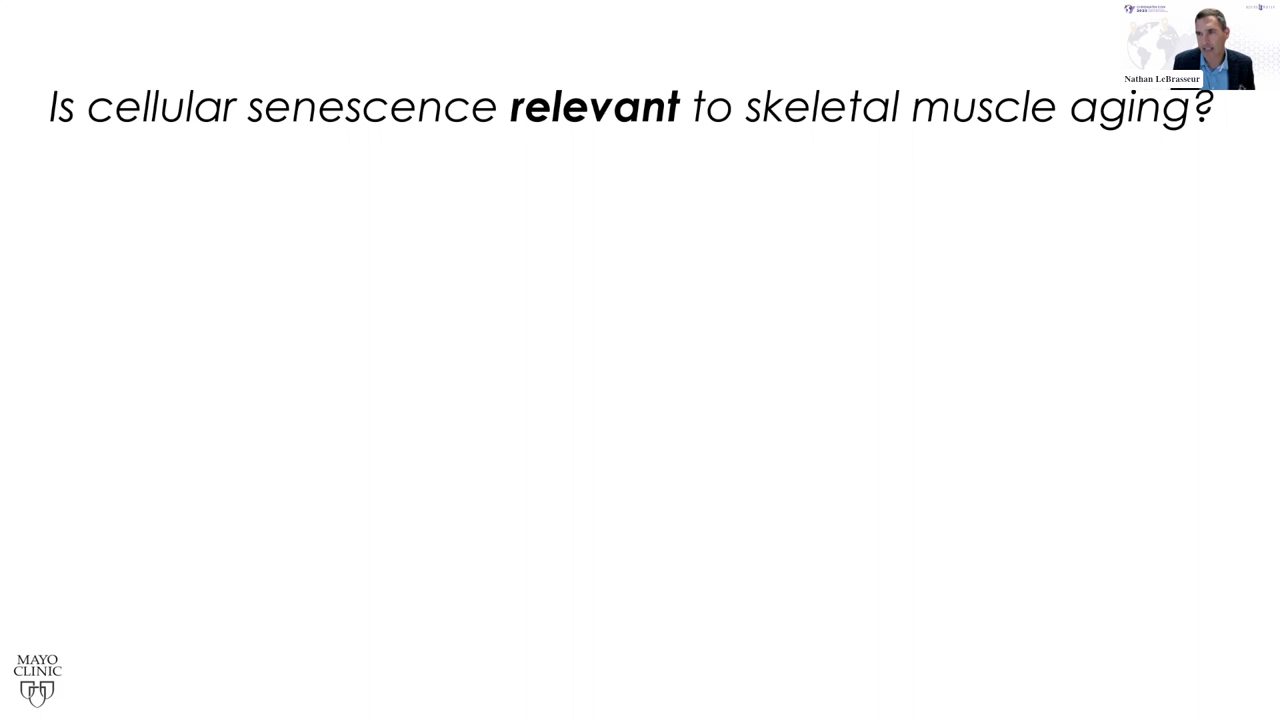 Nathan LeBrasseur
Is cellular senescence relevant to skeletal muscle aging?
MAYO
CLINIC